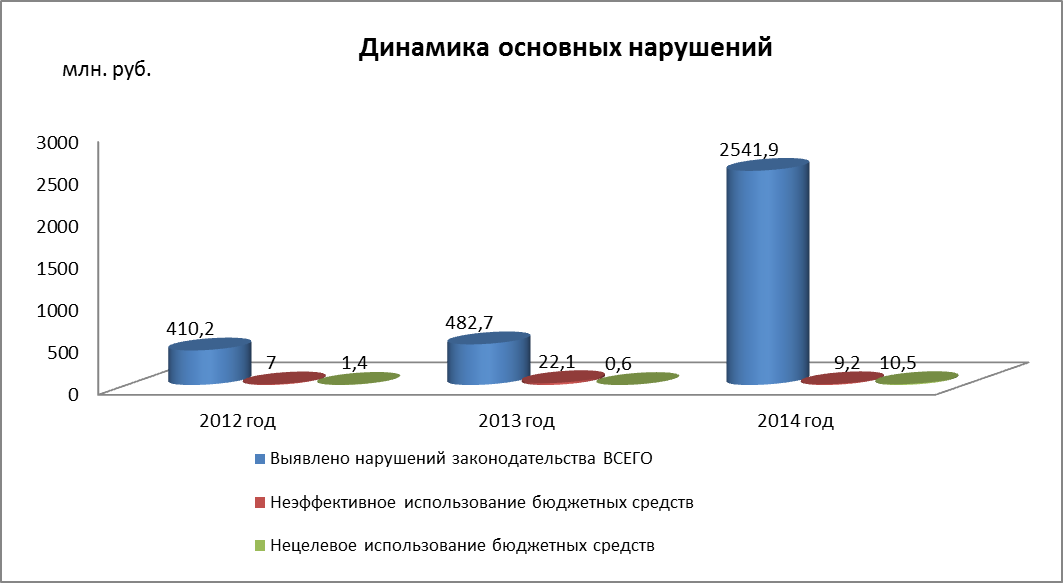 Динамика основных нарушений
млн. руб.
3000
2500
2000
1500
1000
500
0
410,2
7
1,4
482,7
22,1
0,6
2541,9
9,2
10,5
2012 год
2013 год
2014 год
Выявлено нарушений законодательства ВСЕГО
Неэффективное использование бюджетных средств
Нецелевое использование бюджетных средств